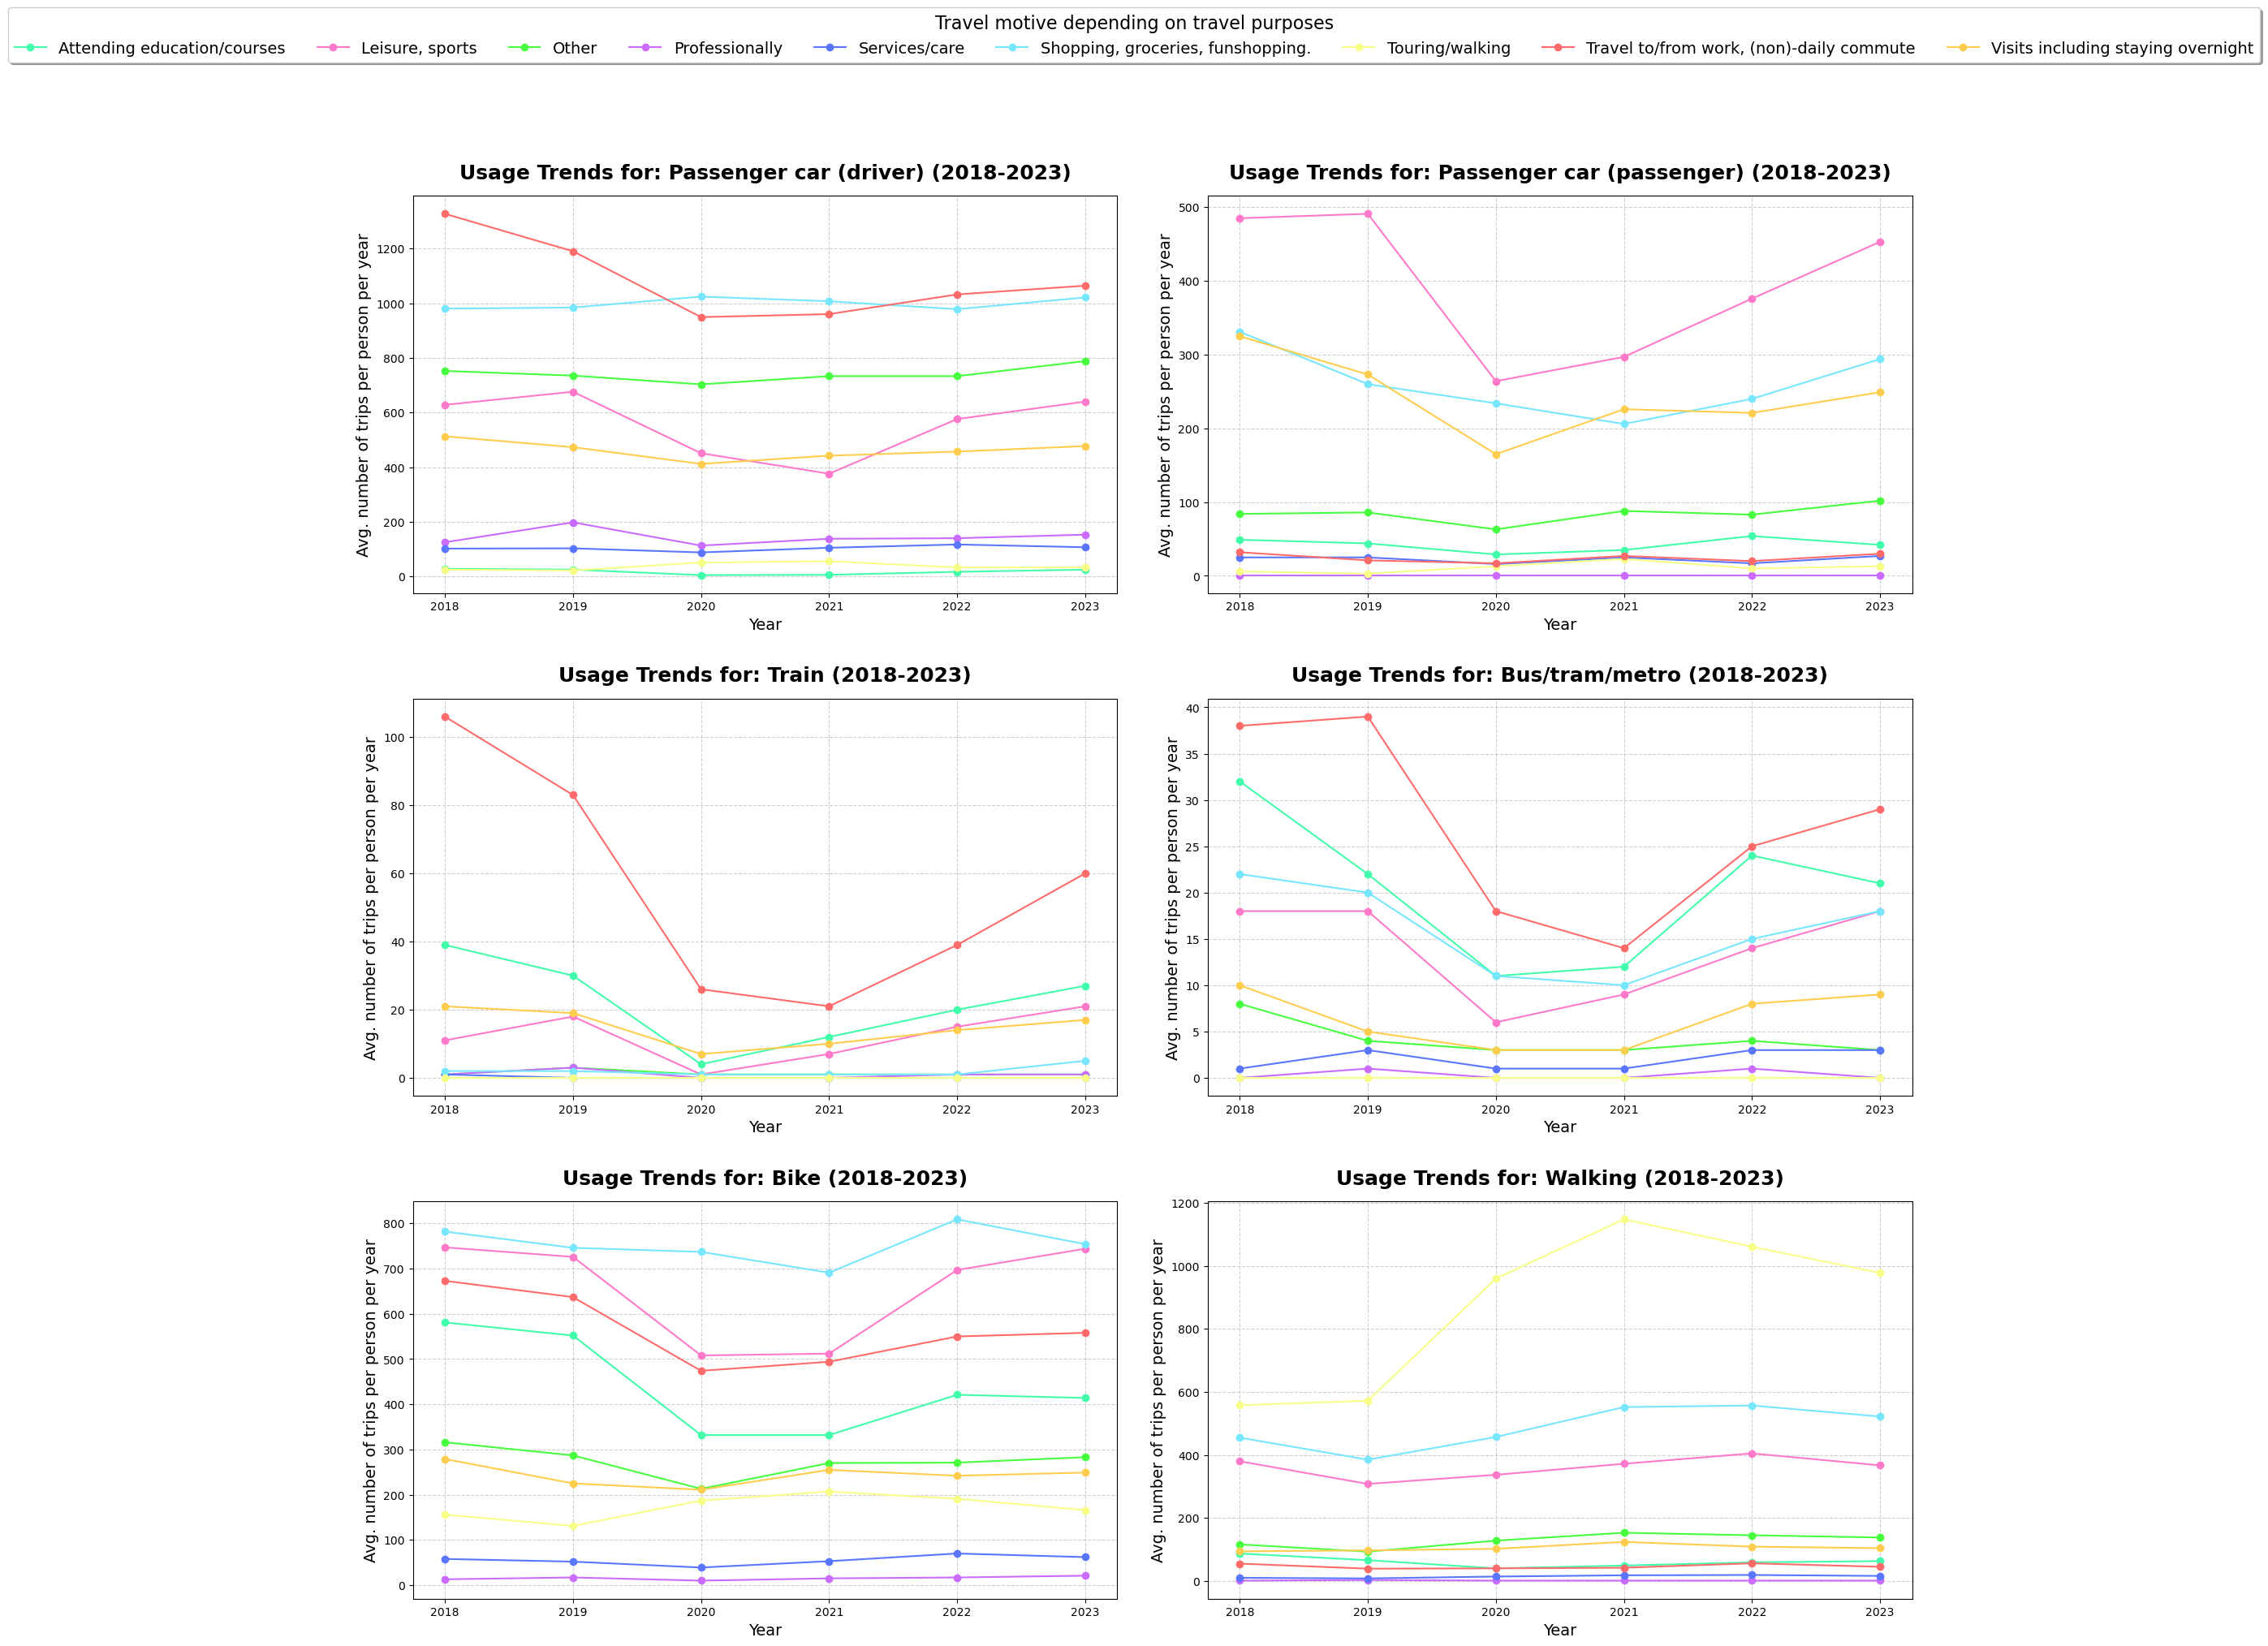 Travel motive depending on travel purposes
Attending education/courses Leisure, sports Other Professionally Services/care Shopping, groceries, funshopping. Touring/walking Travel to/from work, (non)-daily commute Visits including staying overnight
Usage Trends for: Passenger car (driver) (2018-2023)
Avg. number of trips per person per year
1200
1000
800
600
400
200
0
2018 2019 2020 2021 2022 2023
Year
Usage Trends for: Passenger car (passenger) (2018-2023)
Avg. number of trips per person per year
500
400
300
200
100
0
2018 2019 2020 2021 2022 2023
Year
Usage Trends for: Train (2018-2023)
Avg. number of trips per person per year
100
80
60
40
20
0
2018 2019 2020 2021 2022 2023
Year
Usage Trends for: Bus/tram/metro (2018-2023)
Avg. number of trips per person per year
40
35
30
25
20
15
10
5
0
2018 2019 2020 2021 2022 2023
Year
Usage Trends for: Bike (2018-2023)
Avg. number of trips per person per year
800
700
600
500
400
300
200
100
0
2018 2019 2020 2021 2022 2023
Year
Usage Trends for: Walking (2018-2023)
Avg. number of trips per person per year
1200
1000
800
600
400
200
0
2018 2019 2020 2021 2022 2023
Year